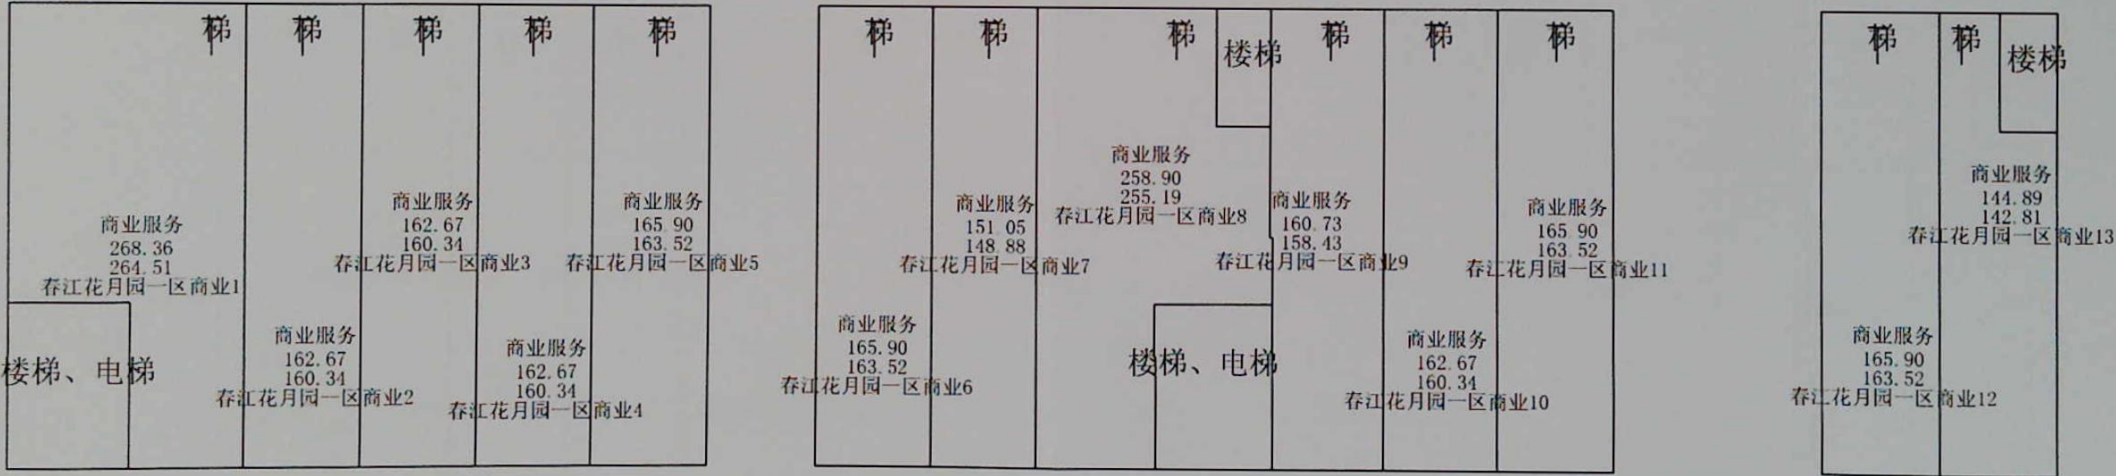 梯
梯
梯
梯
梯
梯
梯
梯
楼梯
梯
梯
梯
梯
梯
楼梯
商业服务
268.36
264.51
春江花月园一区商业1
楼梯、电梯
商业服务
162.67
160.34
春江花月园一区商业2
商业服务
162.67
160.34
春江花月园一区商业3
商业服务
162.67
160.34
春江花月园一区商业4
商业服务
165.90
163.52
春江花月园一区商业5
商业服务
165.90
163.52
春江花月园一区商业6
商业服务
151.05
148.88
春江花月园一区商业7
商业服务
258.90
255.19
春江花月园一区商业8
楼梯、电梯
商业服务
160.73
158.43
春江花月园一区商业9
商业服务
162.67
160.34
春江花月园一区商业10
商业服务
165.90
163.52
春江花月园一区商业11
商业服务
165.90
163.52
春江花月园一区商业12
商业服务
144.89
142.81
春江花月园一区商业13